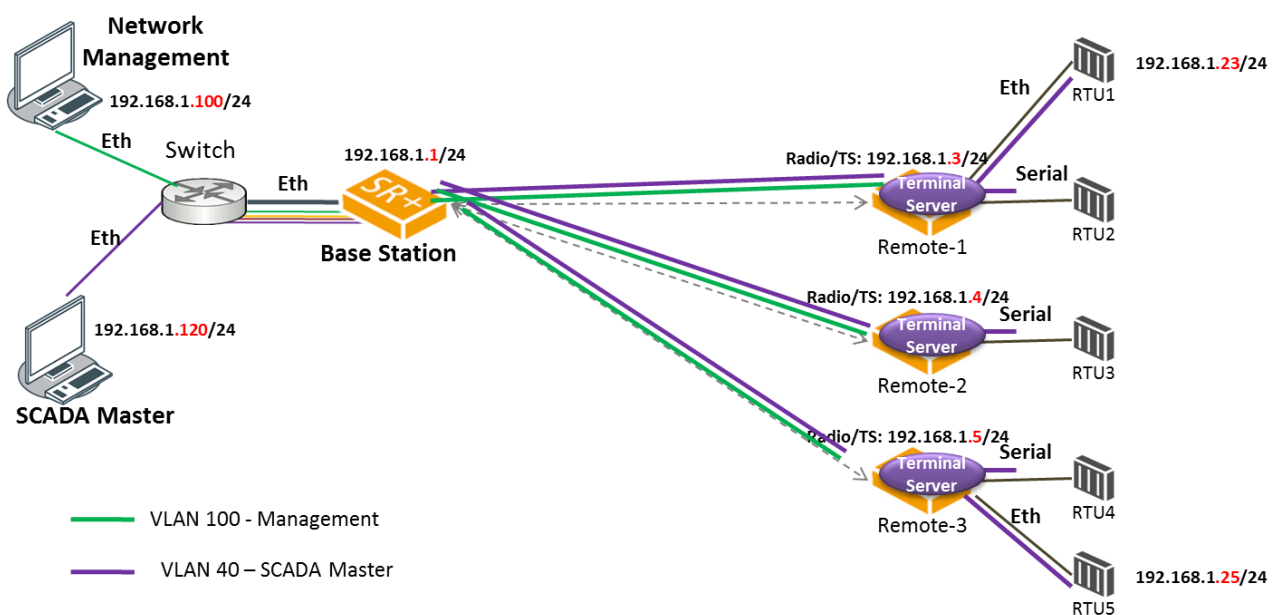 Network
Management
192.168.1.100/24
Eth
Switch
Eth
192.168.1.1/24
SR+
Base Station
Eth
192.168.1.120/24
SCADA Master
Radio/TS: 192.168.1.3/24
Terminal
Server
Remote-1
Eth
RTU1
192.168.1.23/24
Serial
RTU2
Radio/TS: 192.168.1.4/24
Terminal
Server
Remote-2
Serial
RTU3
Radio/TS: 192.168.1.5/24
Terminal
Server
Remote-3
Serial
RTU4
Eth
RTU5
192.168.1.25/24
VLAN 100 - Management
VLAN 40 – SCADA Master